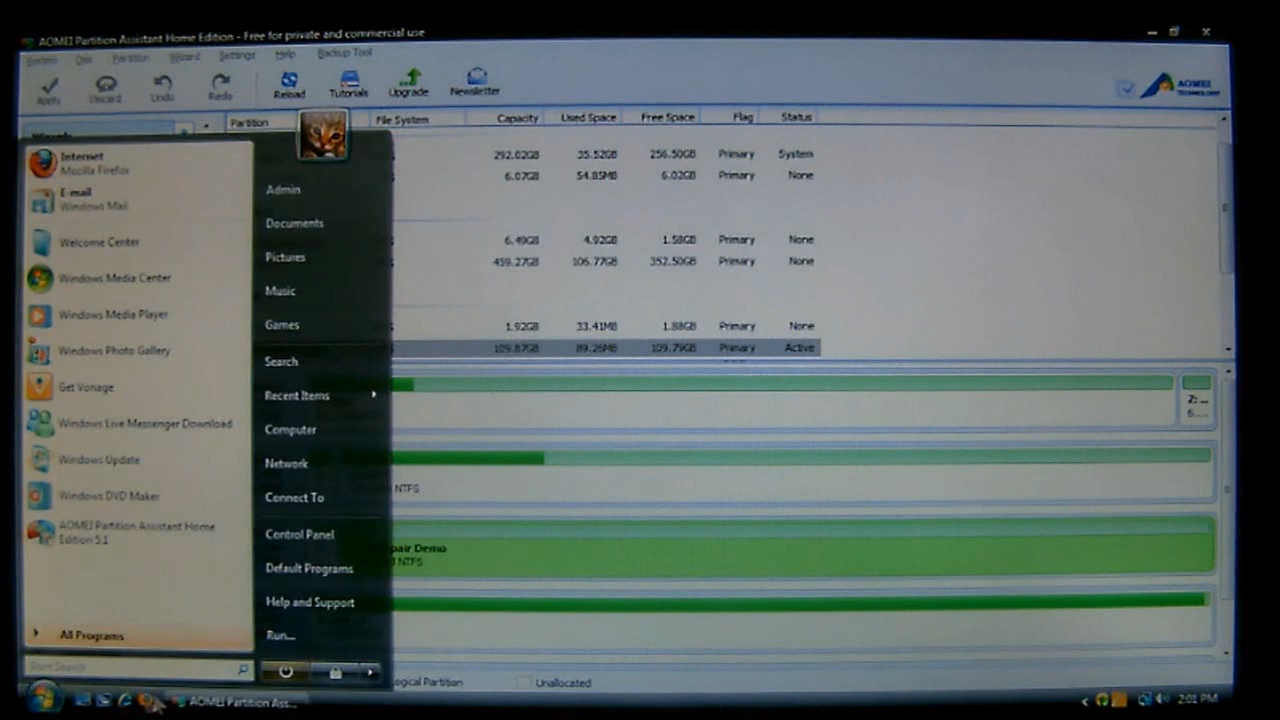 AOMEI Partition Assistant Home Edition - Free for private and commercial use
System Disk Partition Wizard Settings Help Backup Tool
Apply Discard Undo Redo Reload Tutorials Upgrade Newsletter
AOMEI
TECHNOLOGY
Wizards
Partition File System Capacity Used Space Free Space Flag Status
292.02GB 35.52GB 256.50GB Primary System
6.07GB 54.85MB 6.02GB Primary None
6.49GB 4.92GB 1.58GB Primary None
459.27GB 106.77GB 352.50GB Primary None
1.92GB 33.41MB 1.88GB Primary None
109.87GB 89.26MB 109.79GB Primary Active
Internet
Mozilla Firefox
E-mail
Windows Mail
Welcome Center
Windows Media Center
Windows Media Player
Windows Photo Gallery
Get Vonage
Windows Live Messenger Download
Windows Update
Windows DVD Maker
AOMEI Partition Assistant Home
Edition 5.1
All Programs
Start Search
Admin
Documents
Pictures
Music
Games
Search
Recent Items
Computer
Network
Connect To
Control Panel
Default Programs
Help and Support
Run...
2: ...
6....
NTFS
pair Demo
NTFS
ogical Partition Unallocated
AOMEI Partition Ass...
2:01 PM